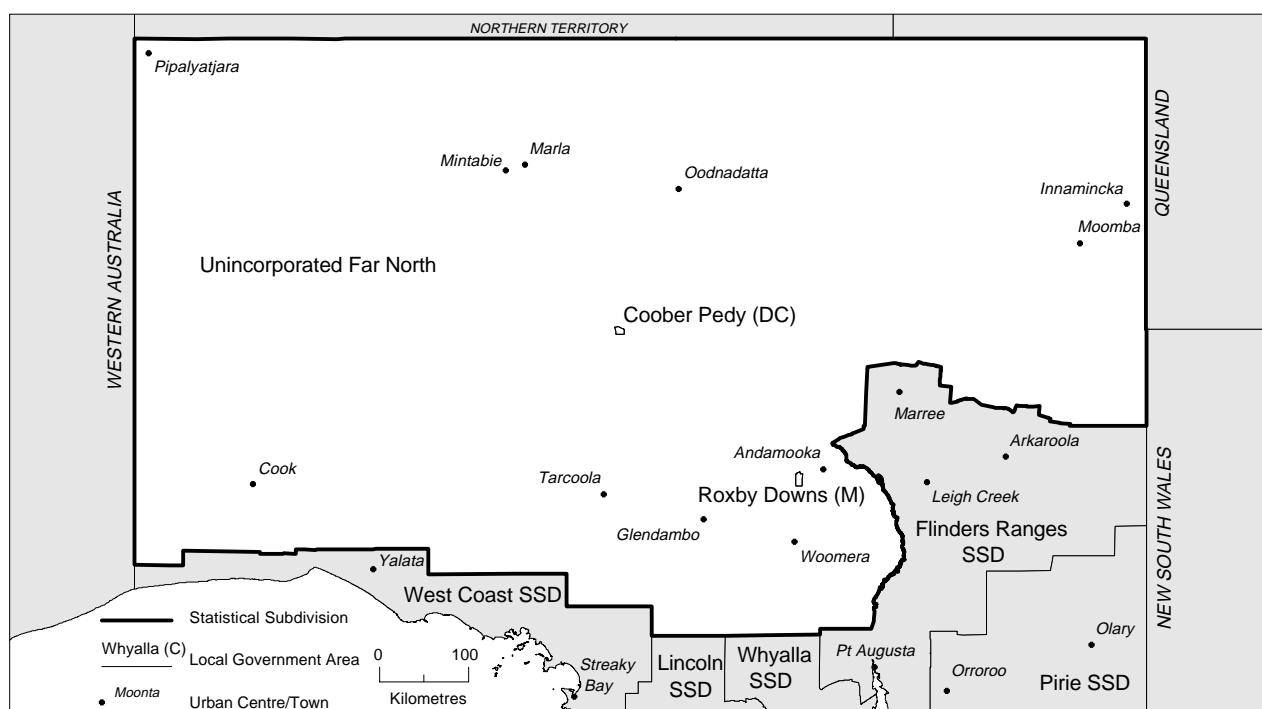 NORTHERN TERRITORY
Pipalyatjara
Marla
Mintabie
Oodnadatta
Innamincka
Moomba
QUEENSLAND
WESTERN AUSTRALIA
Unincorporated Far North
Coober Pedy (DC)
Marree
Andamooka
Arkaroola
Cook
Tarcoola
Roxby Downs (M)
Leigh Creek
Glendambo
Flinders Ranges
SSD
Woomera
NEW SOUTH WALES
Yalata
West Coast SSD
Statistical Subdivision
Whyalla (C)
Local Government Area
0 100
Kilometres
Moonta
Urban Centre/Town
Streaky
Bay
Lincoln
SSD
Whyalla
SSD
Pt Augusta
Olary
Orroroo
Pirie SSD